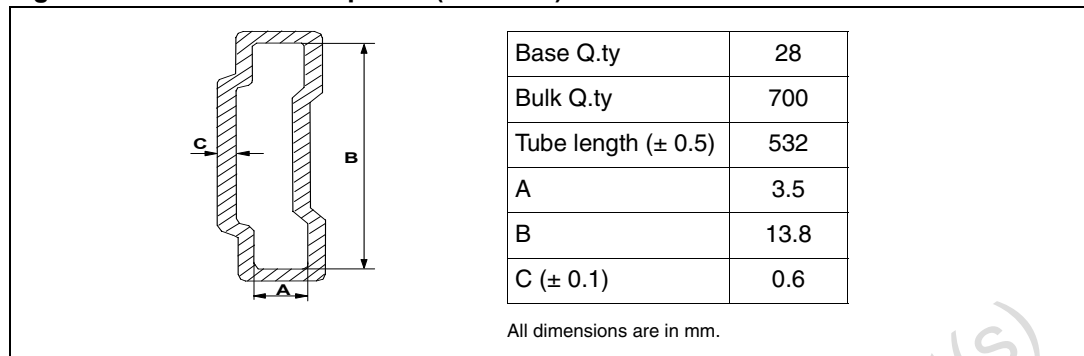 C
B
A
Base Q.ty 28
Bulk Q.ty 700
Tube length (± 0.5) 532
A 3.5
B 13.8
C (± 0.1) 0.6
All dimensions are in mm.
(s)